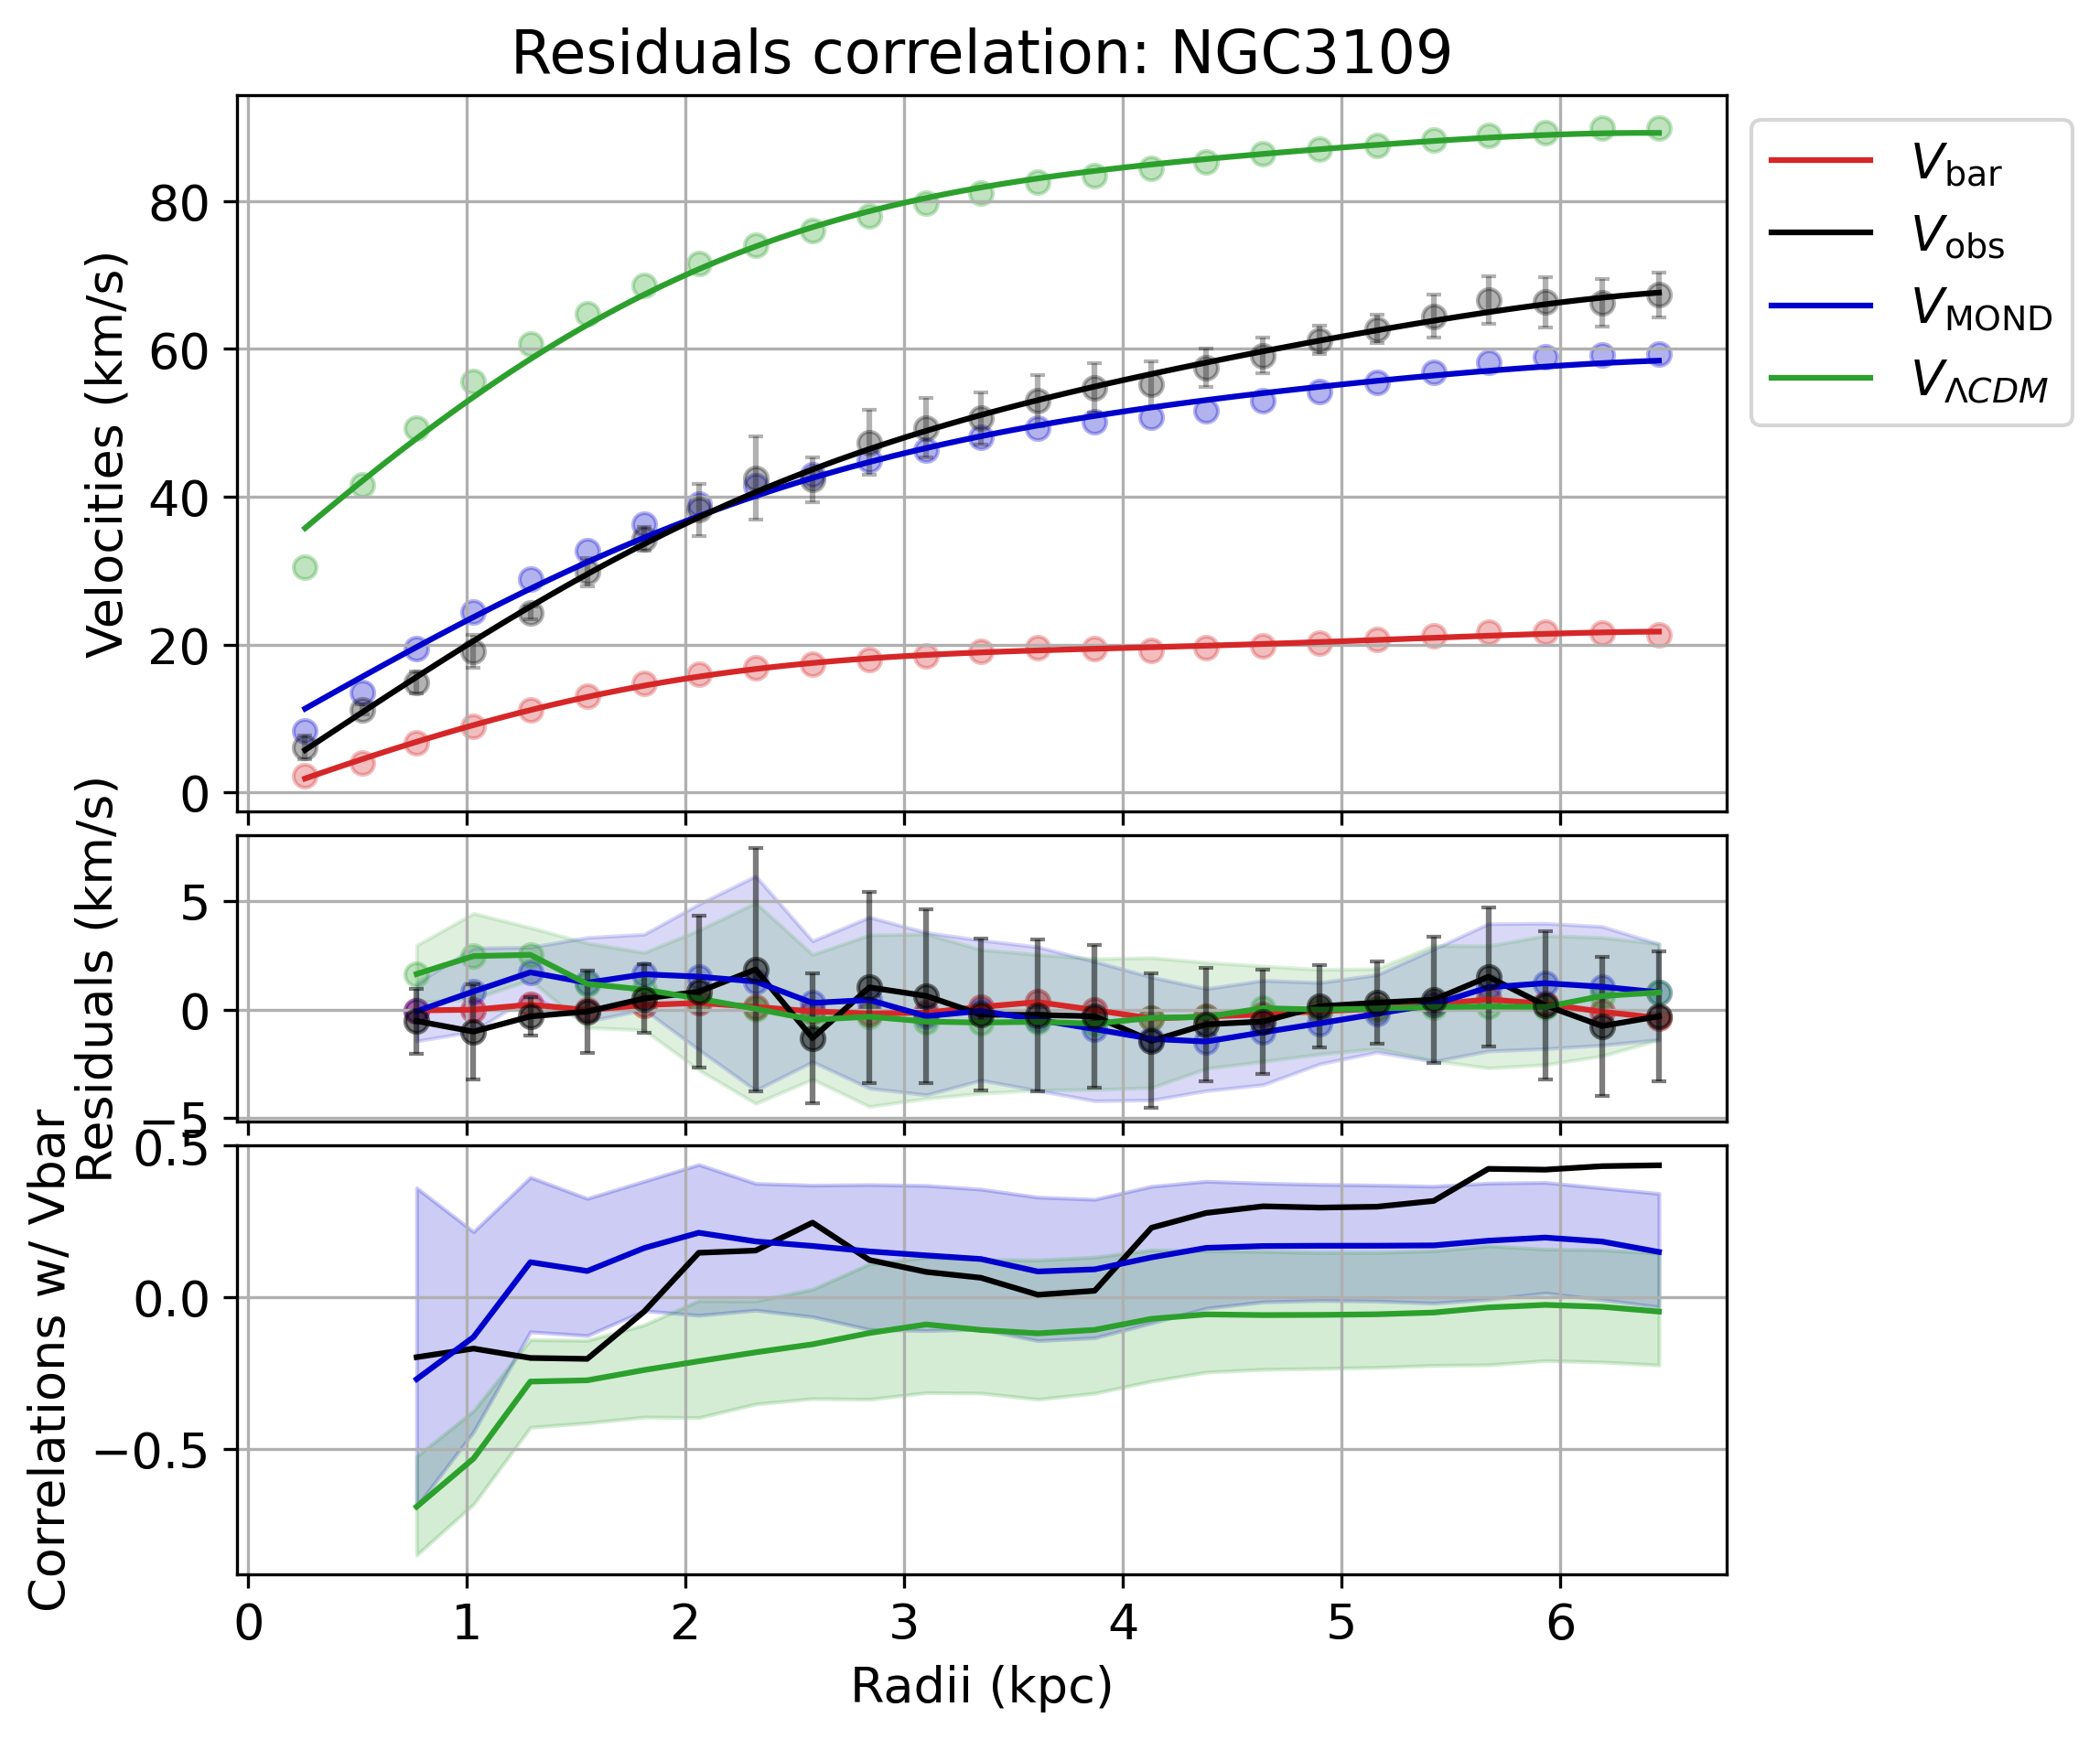 Residuals correlation: NGC3109
Velocities (km/s)
80
60
40
20
0
V_bar
V_obs
V_MOND
V_ΛCDM
Residuals (km/s)
5
0
−5
Correlations w/ Vbar
0.5
0.0
−0.5
0 1 2 3 4 5 6
Radii (kpc)